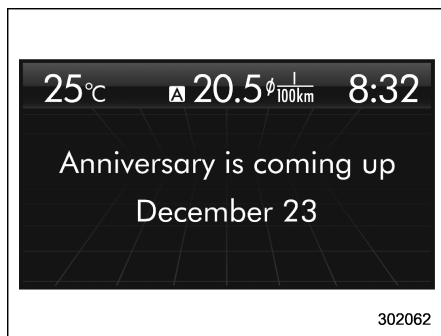 25°C A 20.5 ø l/100km 8:32
Anniversary is coming up
December 23
302062